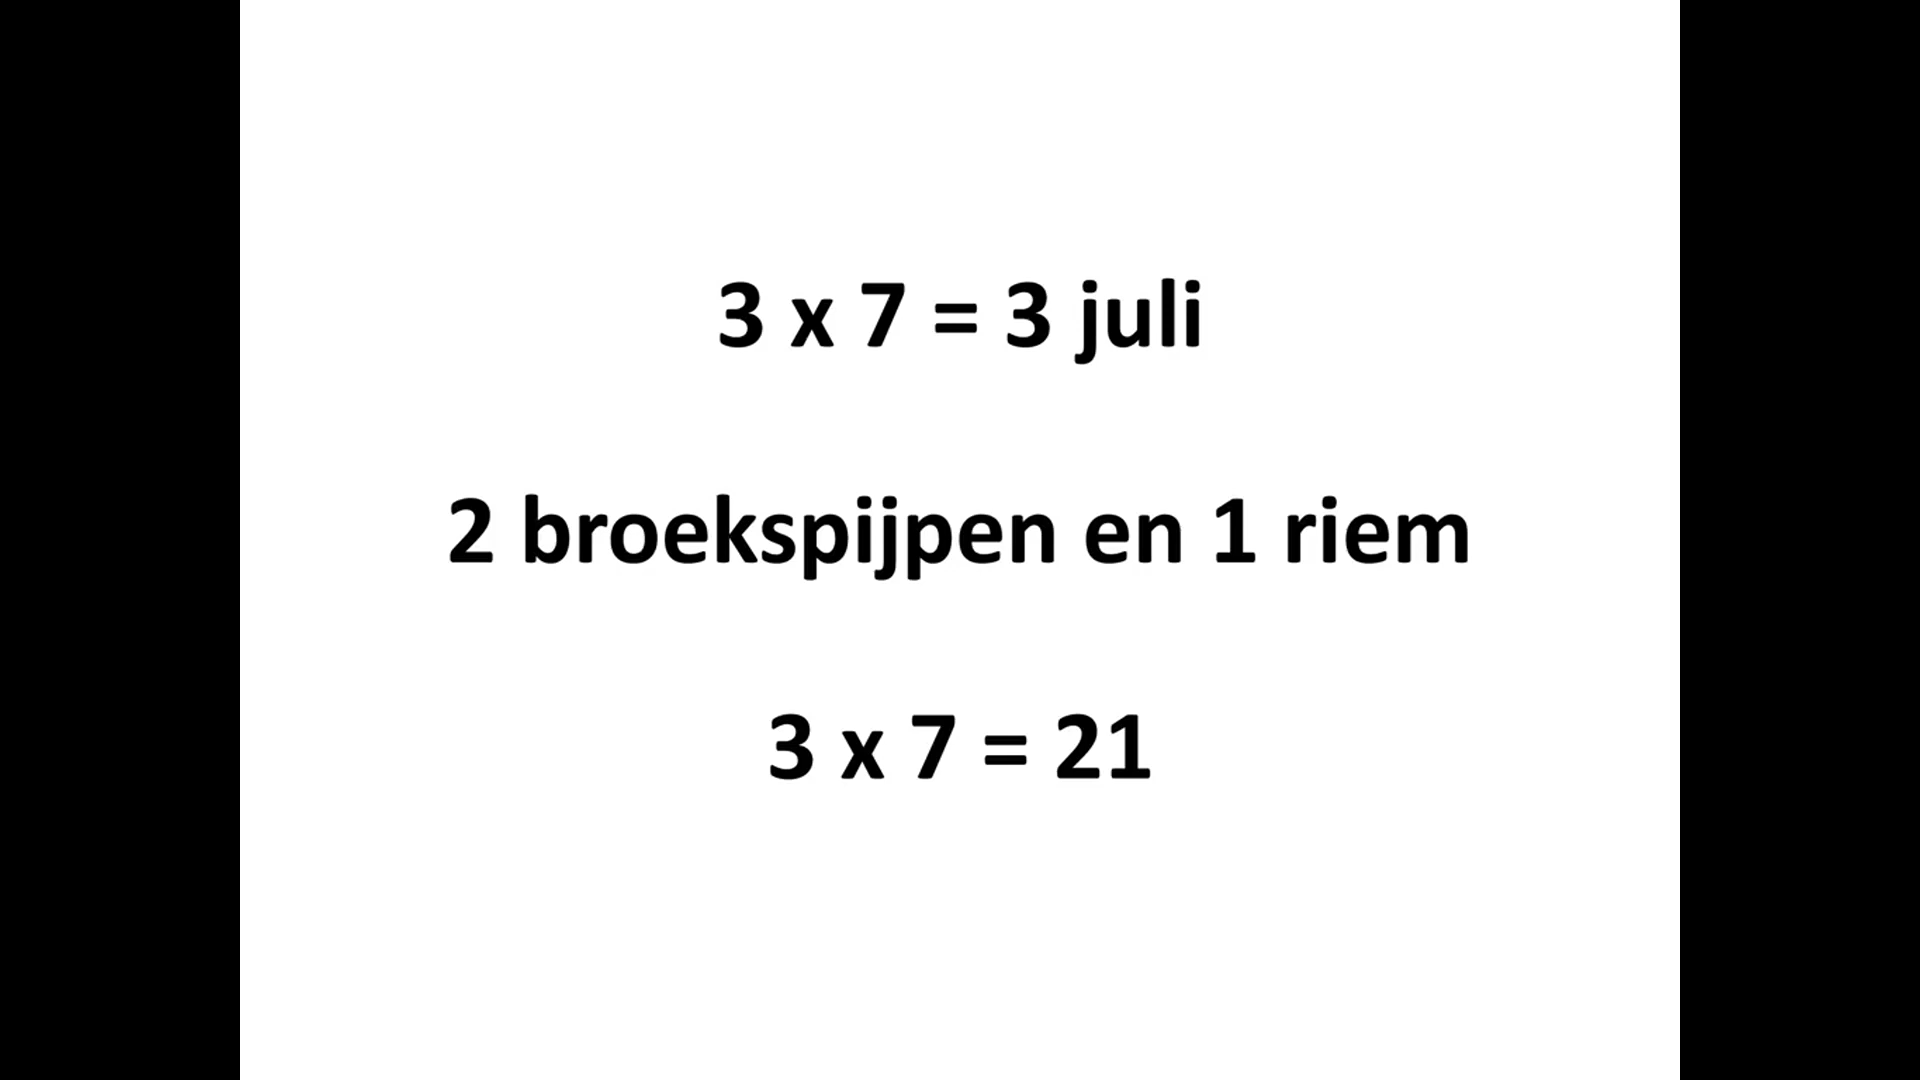 3 x 7 = 3 juli
2 broekspijpen en 1 riem
3 x 7 = 21